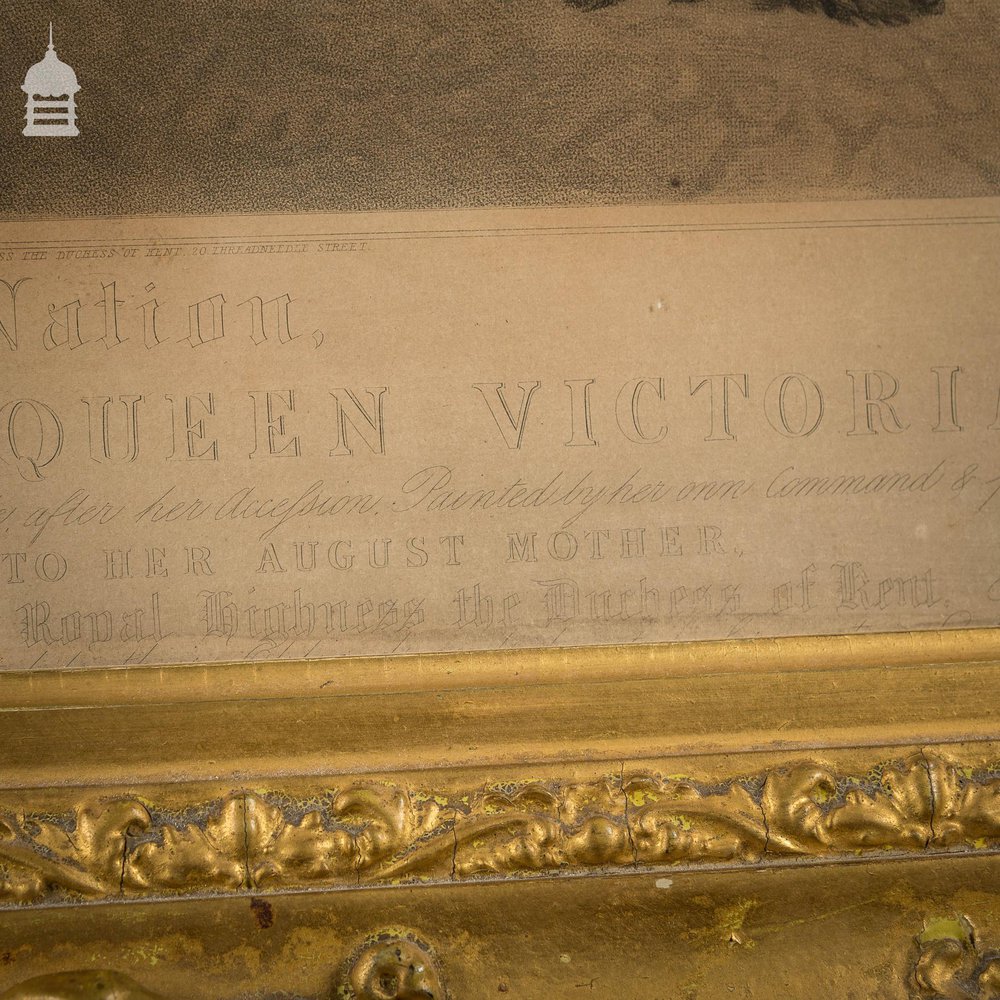 SS THE DUCHESS OF KENT. 20 THREADNEEDLE STREET.
Nation,
QUEEN VICTORIA
after her Accession. Painted by her own Command &
TO HER AUGUST MOTHER,
Royal Highness the Duchess of Kent,